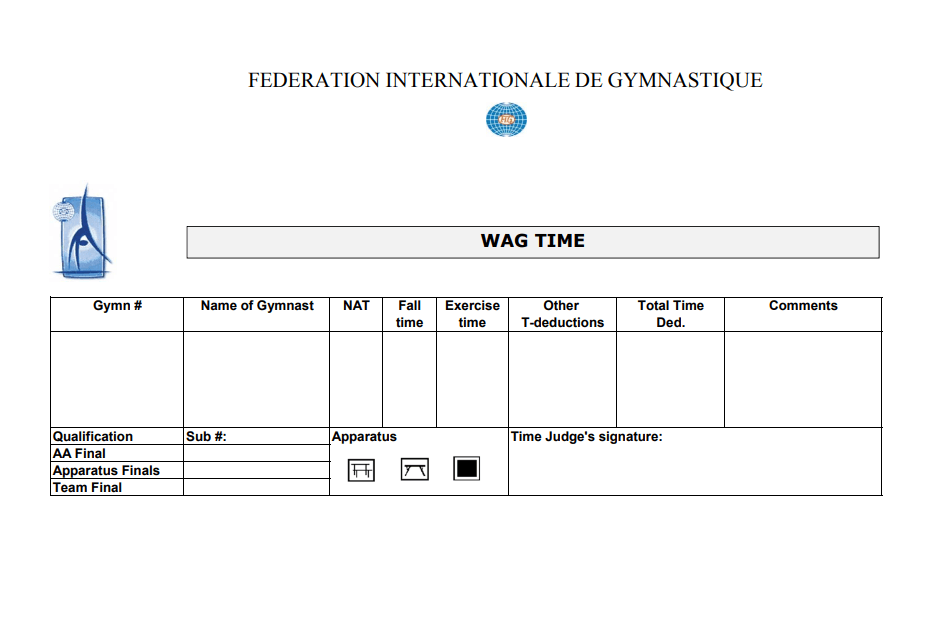 FEDERATION INTERNATIONALE DE GYMNASTIQUE
FIG
WAG TIME
Gymn # Name of Gymnast NAT Fall time Exercise time Other T-deductions Total Time Ded. Comments
Qualification Sub #: Apparatus Time Judge's signature:
AA Final
Apparatus Finals
Team Final